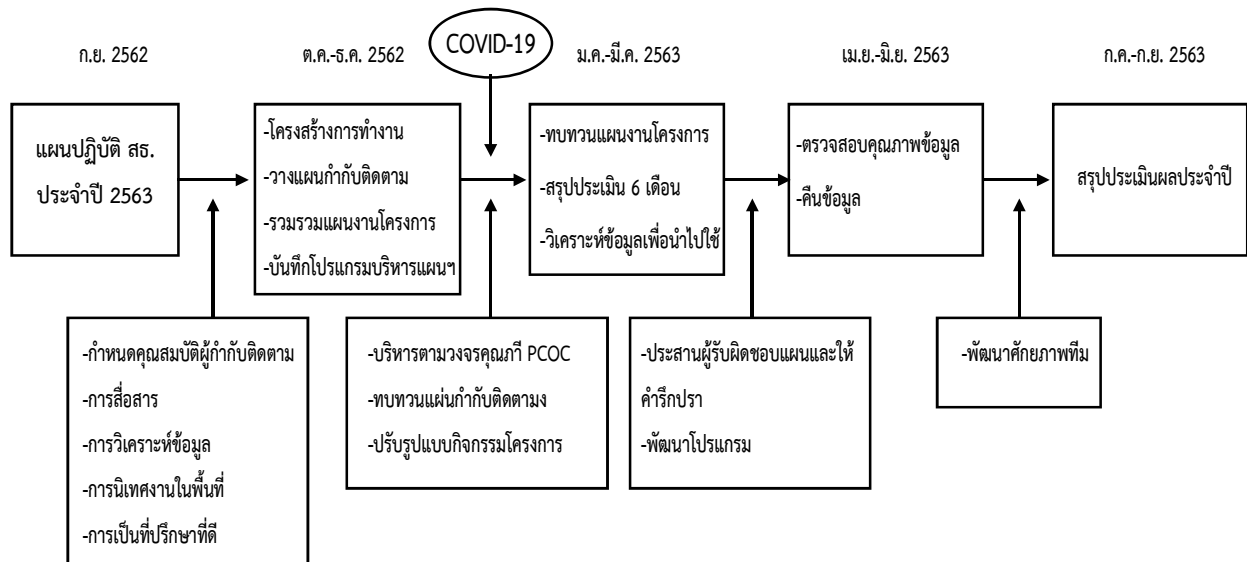 COVID-19
ก.ย. 2562
ต.ค.-ธ.ค. 2562
ม.ค.-มี.ค. 2563
เม.ย.-มิ.ย. 2563
ก.ค.-ก.ย. 2563
แผนปฏิบัติ สธ.
ประจำปี 2563
-โครงสร้างการทำงาน
-วางแผนกำกับติดตาม
-รวมรวมแผนงานโครงการ
-บันทึกโปรแกรมบริหารแผนฯ
-ทบทวนแผนงานโครงการ
-สรุปประเมิน 6 เดือน
-วิเคราะห์ข้อมูลเพื่อนำไปใช้
-ตรวจสอบคุณภาพข้อมูล
-คืนข้อมูล
สรุปประเมินผลประจำปี
-กำหนดคุณสมบัติผู้กำกับติดตาม
-การสื่อสาร
-การวิเคราะห์ข้อมูล
-การนิเทศงานในพื้นที่
-การเป็นที่ปรึกษาที่ดี
-บริหารตามวงจรคุณภาี PCOC
-ทบทวนแผ่นกำกับติดตามง
-ปรับรูปแบบกิจกรรมโครงการ
-ประสานผู้รับผิดชอบแผนและให้
คำรึกปรา
-พัฒนาโปรแกรม
-พัฒนาศักยภาพทีม